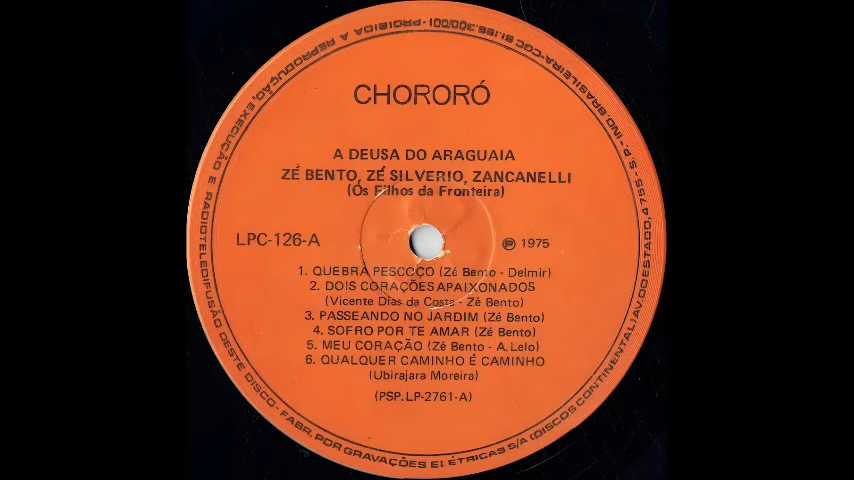 CHORORÓ
A DEUSA DO ARAGUAIA
ZÉ BENTO, ZÉ SILVERIO, ZANCANELLI
(Os Filhos da Fronteira)
LPC-126-A
℗ 1975
1. QUEBRA PESCOÇO (Zé Bento - Delmir)
2. DOIS CORAÇÕES APAIXONADOS
(Vicente Dias da Costa - Zé Bento)
3. PASSEANDO NO JARDIM (Zé Bento)
4. SOFRO POR TE AMAR (Zé Bento)
5. MEU CORAÇÃO (Zé Bento - A. Lelo)
6. QUALQUER CAMINHO É CAMINHO
(Ubirajara Moreira)
(PSP. LP-2761-A)
FABR. POR GRAVAÇÕES ELÉTRICAS S/A (DISCOS CONTINENTAL) AV. DO ESTADO, 4755 - S. P. IND. BRASILEIRA - CGC 61.186.300/001 - PROIBIDA A REPRODUÇÃO, EXECUÇÃO E RADIOTELEDIFUSÃO DESTE DISCO -